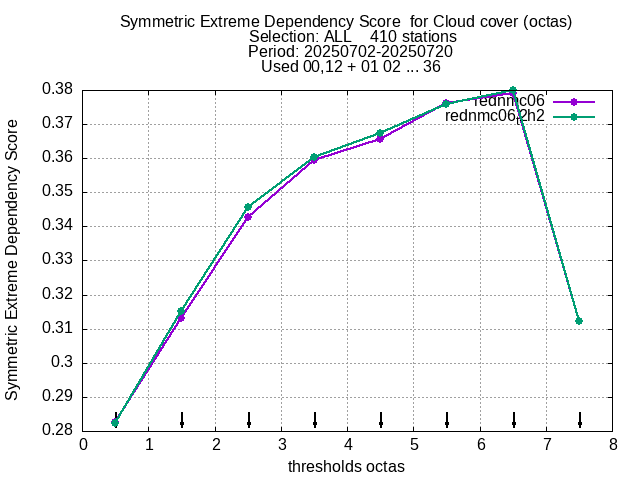 Symmetric Extreme Dependency Score  for Cloud cover (octas)
Selection: ALL    410 stations
Period: 20250702-20250720
Used 00,12 + 01 02 ... 36
Symmetric Extreme Dependency Score
0.38
0.37
0.36
0.35
0.34
0.33
0.32
0.31
0.3
0.29
0.28
rednmc06
rednmc06_2h2
0 1 2 3 4 5 6 7 8
thresholds octas